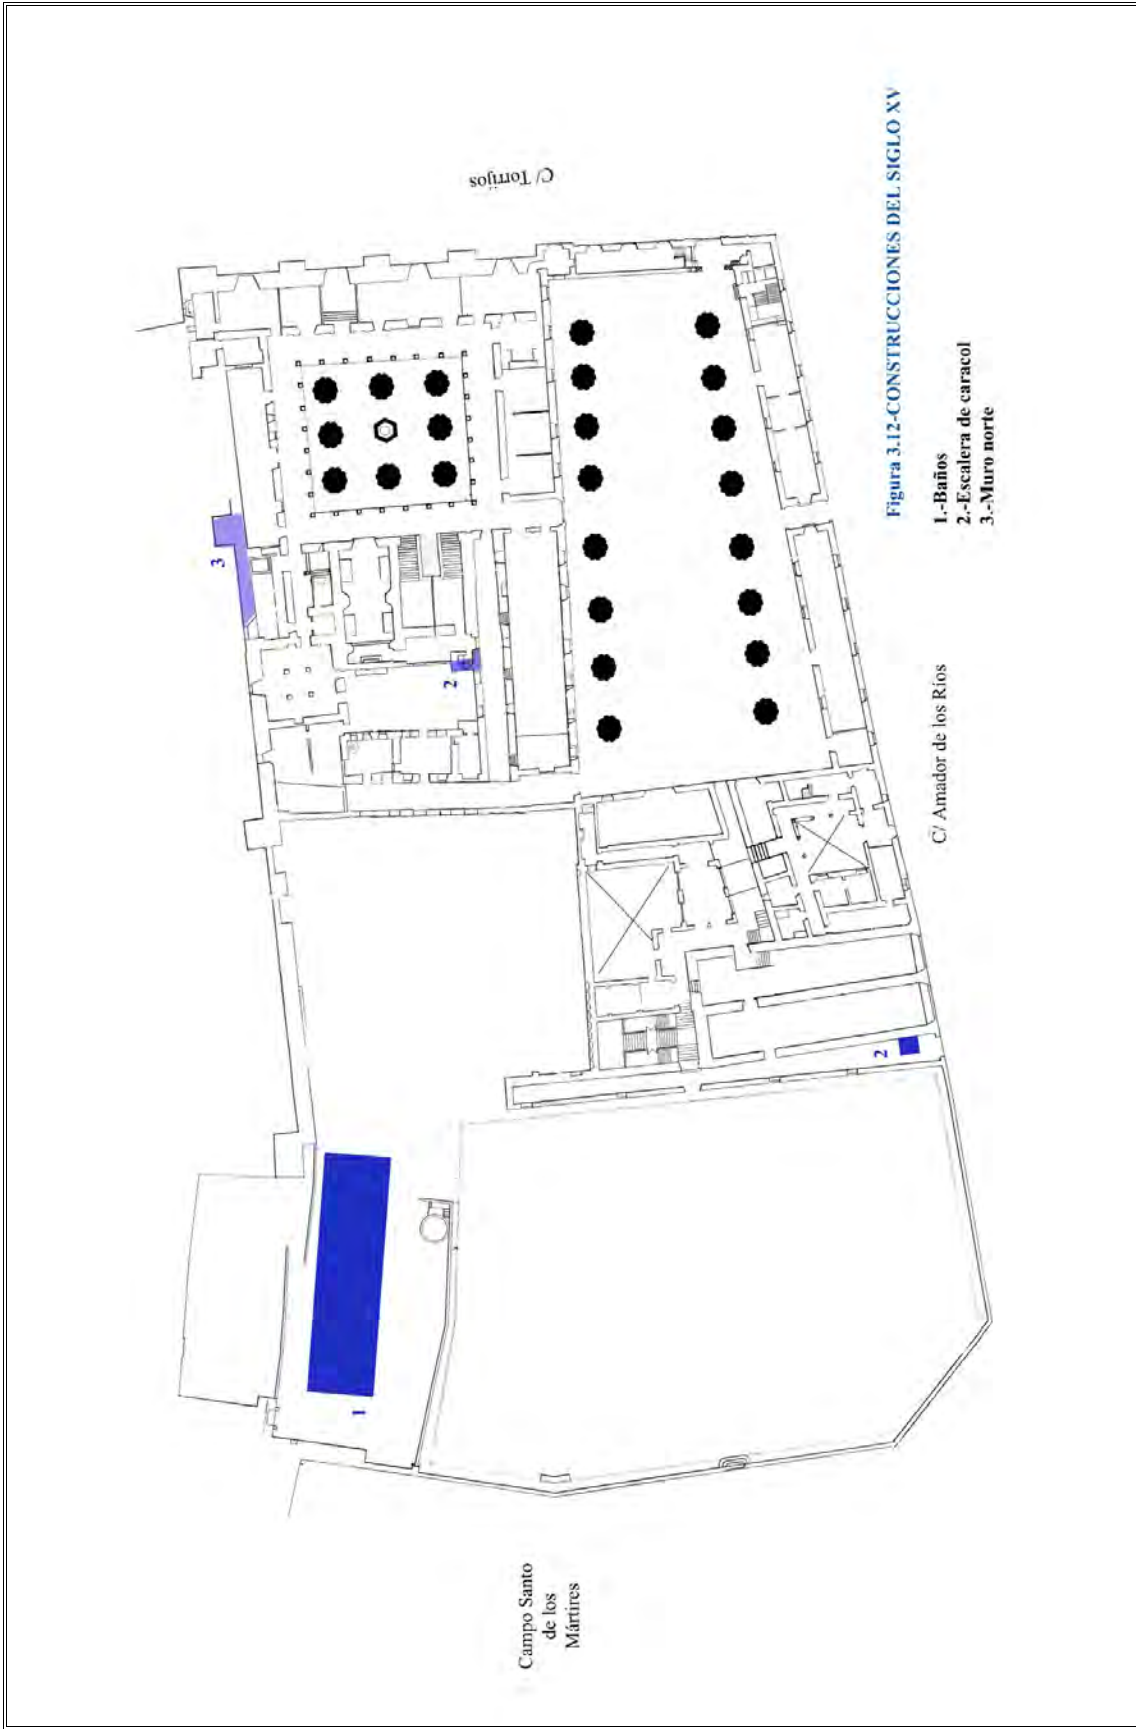 C/ Torrijos
3
2
2
1
Campo Santo
de los
Mártires
C/ Amador de los Ríos
Figura 3.12-CONSTRUCCIONES DEL SIGLO XV
1.-Baños
2.-Escalera de caracol
3.-Muro norte